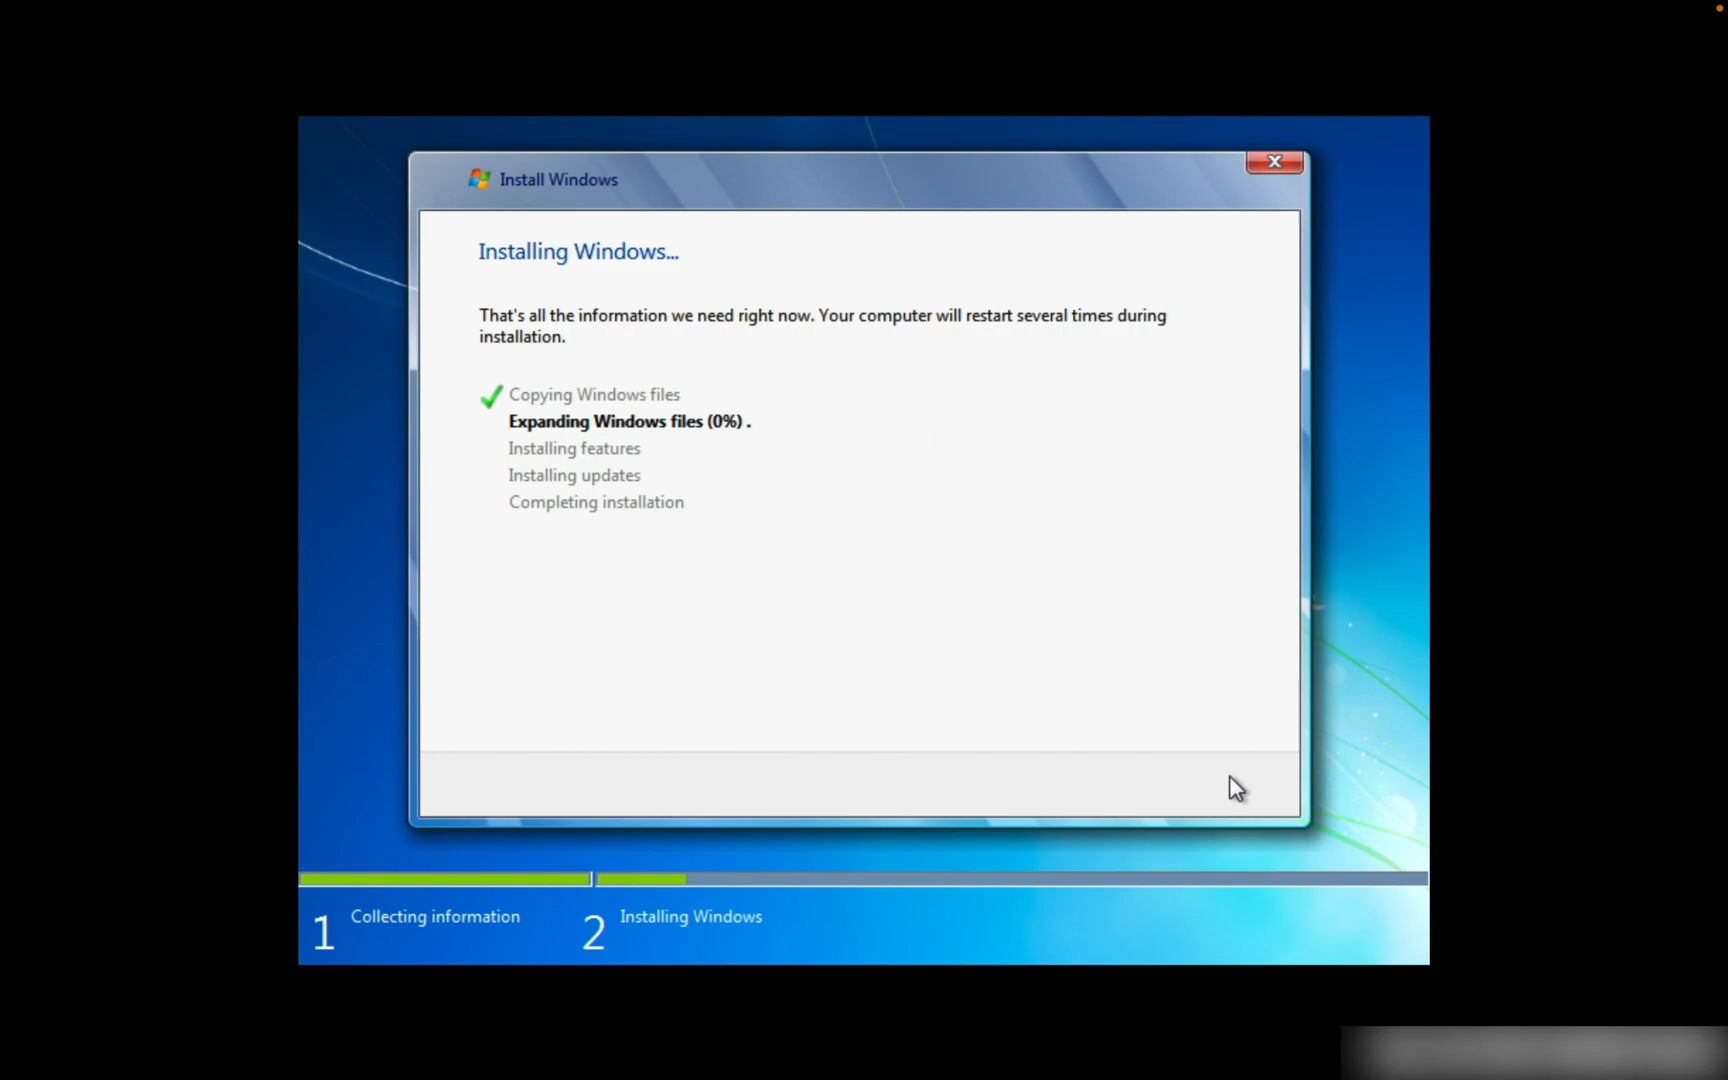 Install Windows
Installing Windows...
That's all the information we need right now. Your computer will restart several times during
installation.
Copying Windows files
Expanding Windows files (0%) .
Installing features
Installing updates
Completing installation
1 Collecting information
2 Installing Windows